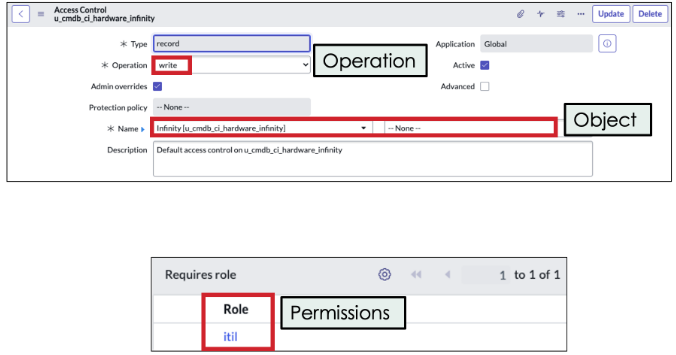 Access Control
u_cmdb_ci_hardware_infinity
Update Delete
Type record Application Global
Operation write Operation Active
Admin overrides Advanced
Protection policy -- None --
Name Infinity [u_cmdb_ci_hardware_infinity] -- None -- Object
Description Default access control on u_cmdb_ci_hardware_infinity
Requires role 1 to 1 of 1
Role Permissions
itil